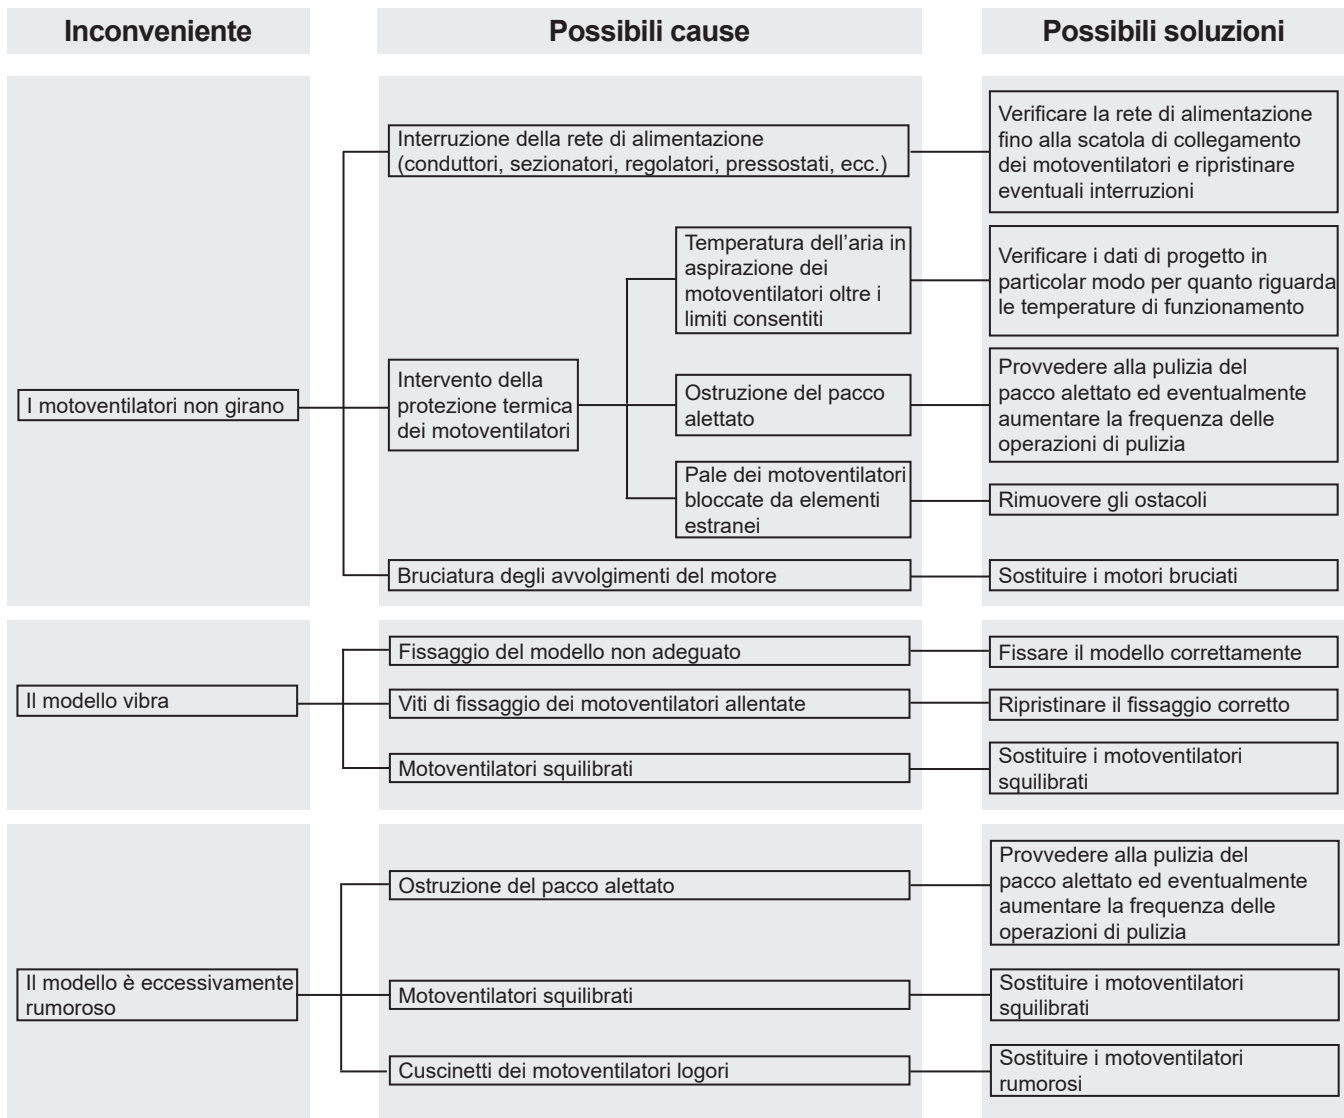 Inconveniente
Possibili cause
Possibili soluzioni
I motoventilatori non girano
Interruzione della rete di alimentazione
(conduttori, sezionatori, regolatori, pressostati, ecc.)
Verificare la rete di alimentazione
fino alla scatola di collegamento
dei motoventilatori e ripristinare
eventuali interruzioni
Intervento della
protezione termica
dei motoventilatori
Temperatura dell’aria in
aspirazione dei
motoventilatori oltre i
limiti consentiti
Verificare i dati di progetto in
particolar modo per quanto riguarda
le temperature di funzionamento
Ostruzione del pacco
alettato
Provvedere alla pulizia del
pacco alettato ed eventualmente
aumentare la frequenza delle
operazioni di pulizia
Pale dei motoventilatori
bloccate da elementi
estranei
Rimuovere gli ostacoli
Bruciatura degli avvolgimenti del motore
Sostituire i motori bruciati
Il modello vibra
Fissaggio del modello non adeguato
Fissare il modello correttamente
Viti di fissaggio dei motoventilatori allentate
Ripristinare il fissaggio corretto
Motoventilatori squilibrati
Sostituire i motoventilatori
squilibrati
Il modello è eccessivamente
rumoroso
Ostruzione del pacco alettato
Provvedere alla pulizia del
pacco alettato ed eventualmente
aumentare la frequenza delle
operazioni di pulizia
Motoventilatori squilibrati
Sostituire i motoventilatori
squilibrati
Cuscinetti dei motoventilatori logori
Sostituire i motoventilatori
rumorosi